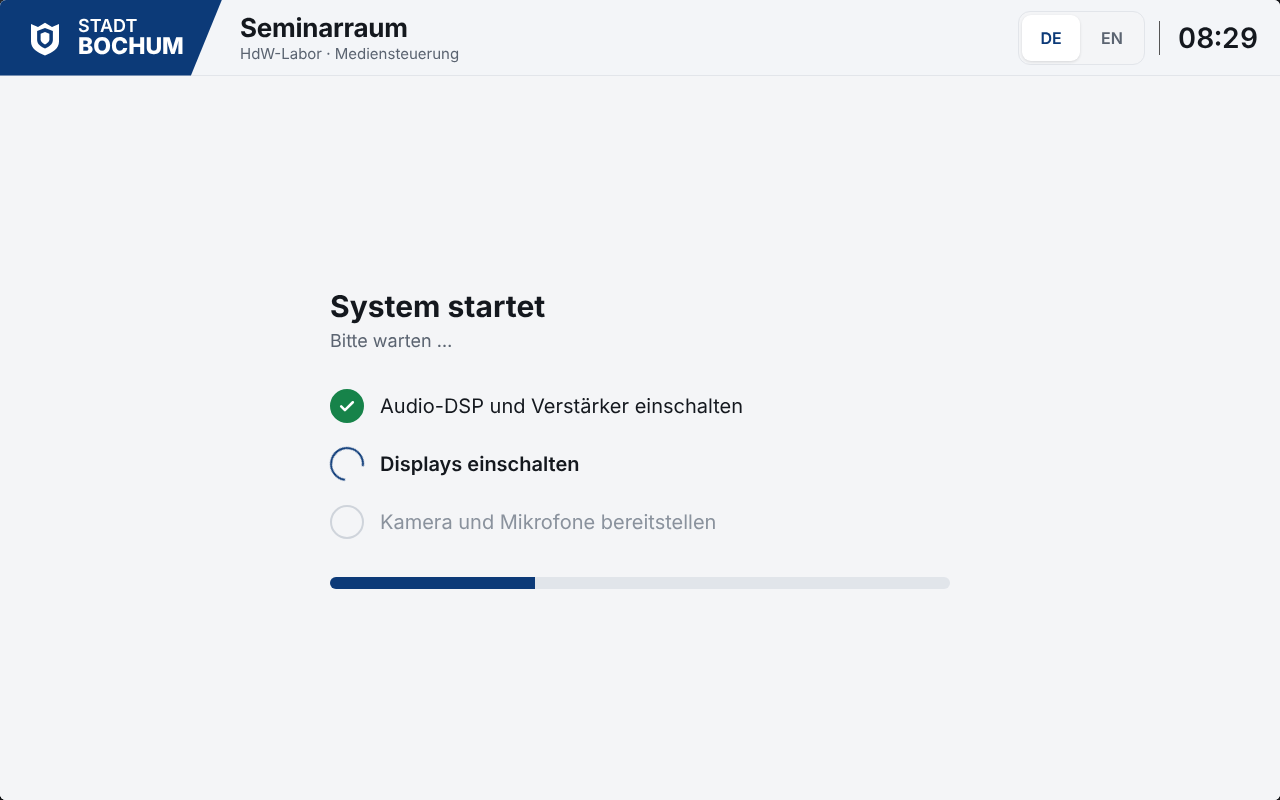 STADT
BOCHUM
Seminarraum
HdW-Labor · Mediensteuerung
DE
EN
08:29
System startet
Bitte warten …
Audio-DSP und Verstärker einschalten
Displays einschalten
Kamera und Mikrofone bereitstellen